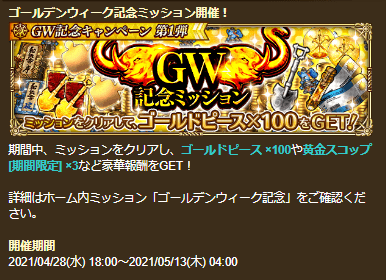 ゴールデンウィーク記念ミッション開催！
GW記念キャンペーン 第1弾
GW
記念ミッション
ミッションをクリアして、ゴールドピース×100をGET!
期間中、ミッションをクリアし、ゴールドピース ×100や黄金スコップ
[期間限定] ×3など豪華報酬をGET！
詳細はホーム内ミッション「ゴールデンウィーク記念」をご確認くだ
さい。
開催期間
2021/04/28(水) 18:00～2021/05/13(木) 04:00